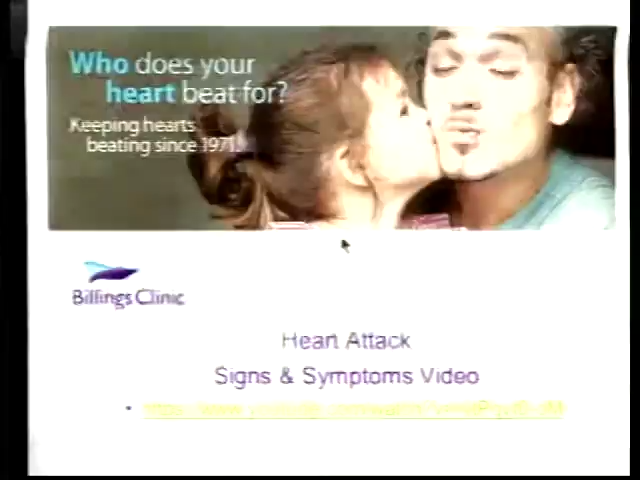 Who does your
heart beat for?
Keeping hearts
beating since 1971.
Billings Clinic
Heart Attack
Signs & Symptoms Video